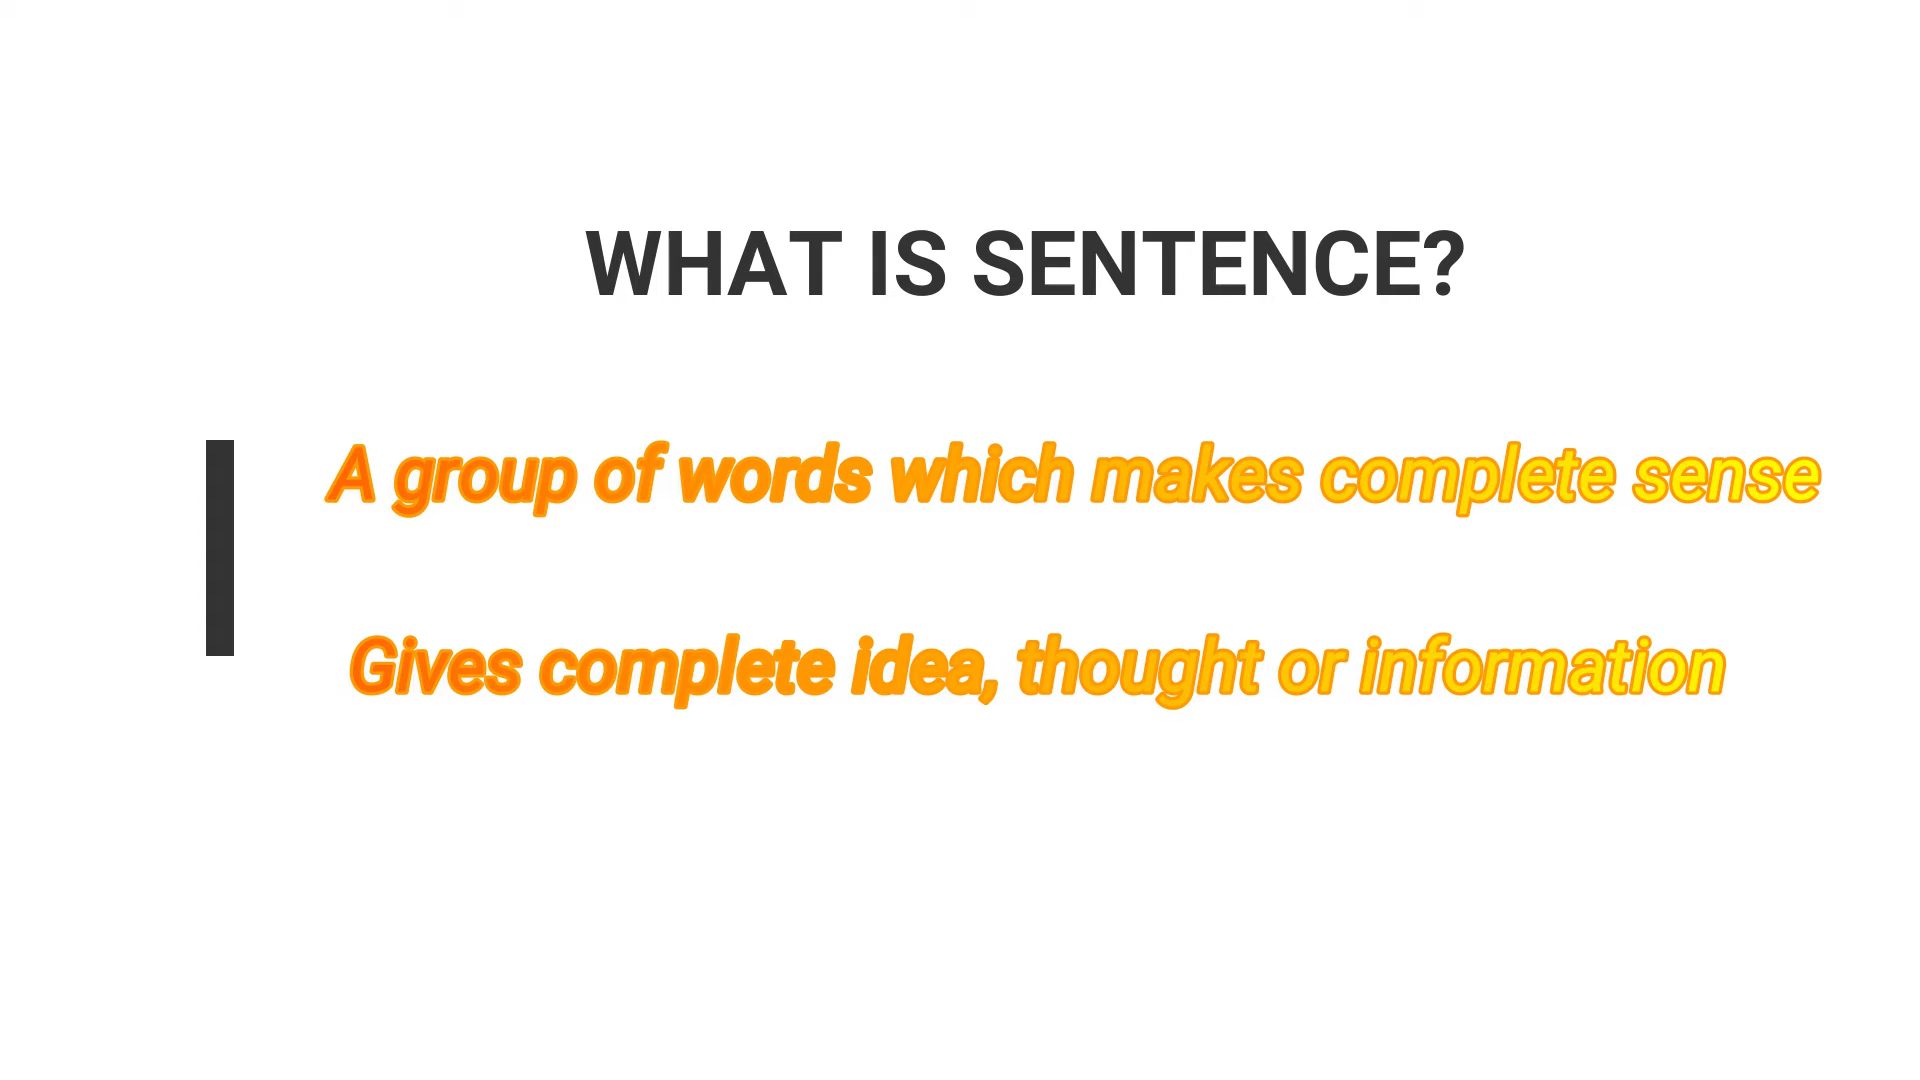 WHAT IS SENTENCE?
A group of words which makes complete sense
Gives complete idea, thought or information